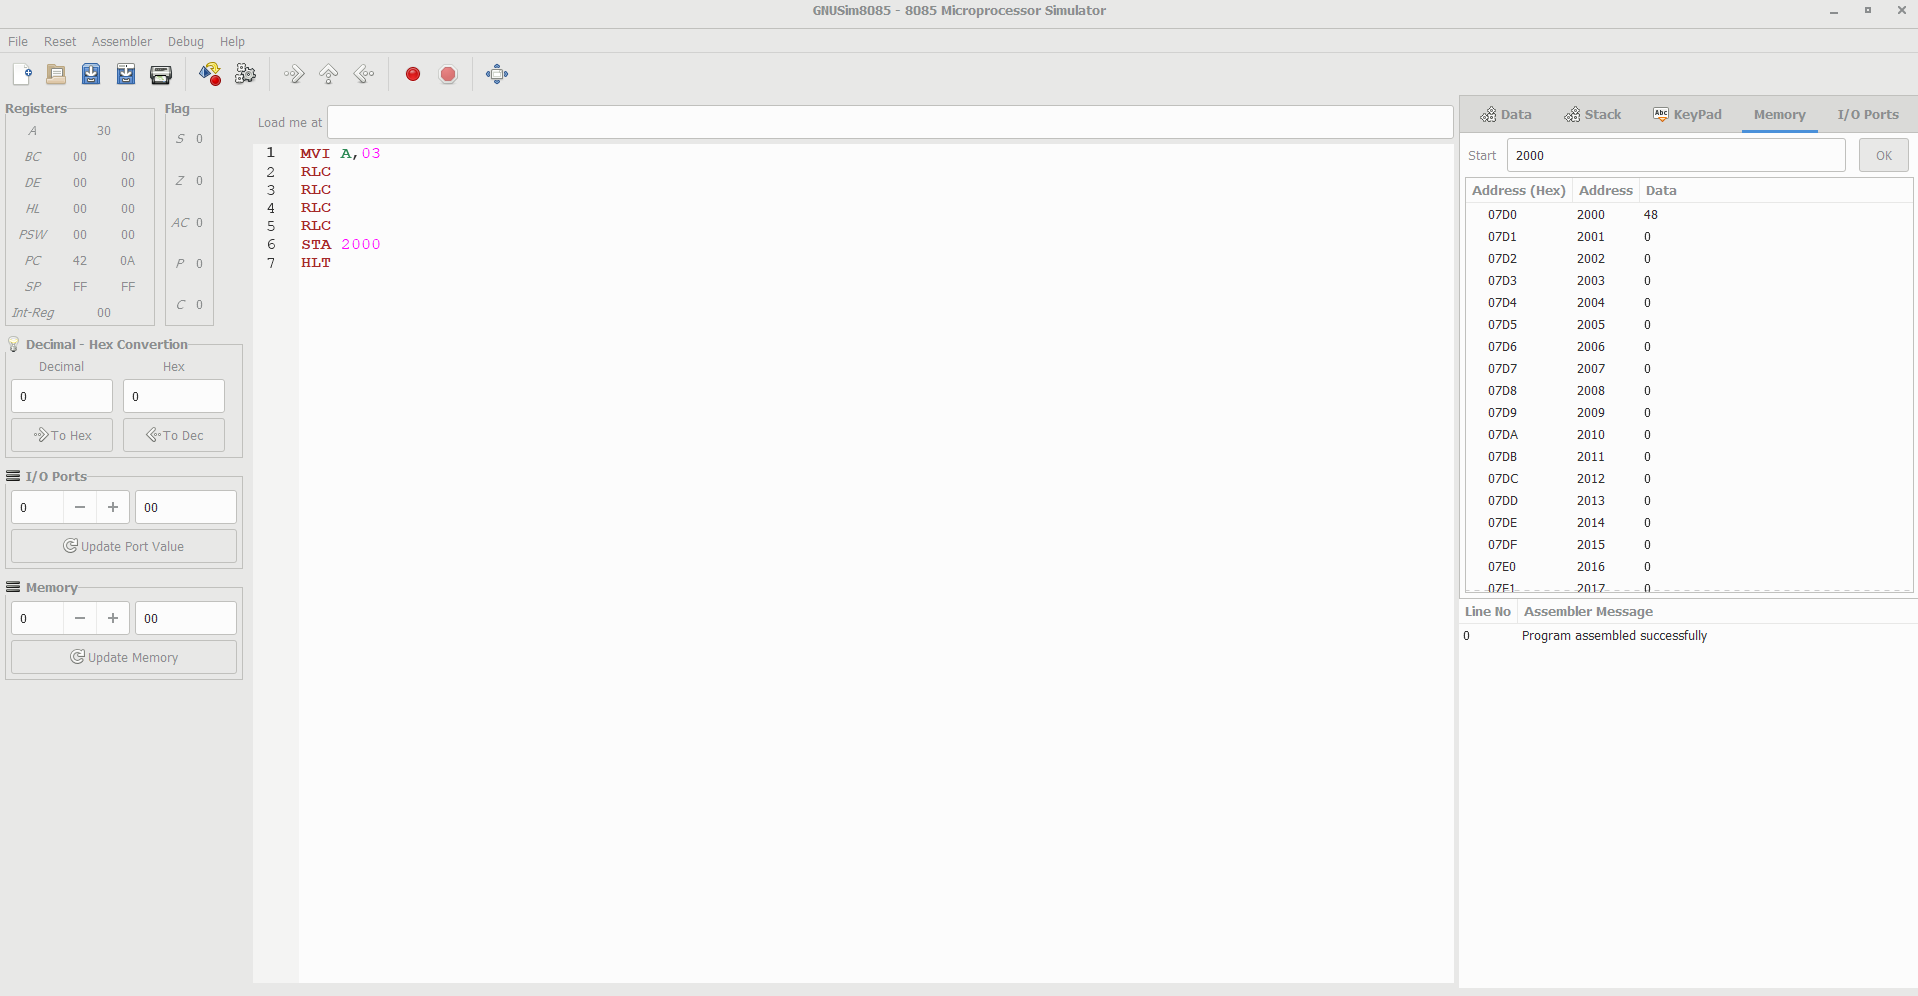 GNUSim8085 - 8085 Microprocessor Simulator
File Reset Assembler Debug Help
Registers
A 30
BC 00 00
DE 00 00
HL 00 00
PSW 00 00
PC 42 0A
SP FF FF
Int-Reg 00
Flag
S 0
Z 0
AC 0
P 0
C 0
Decimal - Hex Convertion
Decimal Hex
0 0
To Hex To Dec
I/O Ports
0 − + 00
Update Port Value
Memory
0 − + 00
Update Memory
Load me at
1 MVI A,03
2 RLC
3 RLC
4 RLC
5 RLC
6 STA 2000
7 HLT
Data Stack Abc KeyPad Memory I/O Ports
Start 2000 OK
Address (Hex) Address Data
07D0 2000 48
07D1 2001 0
07D2 2002 0
07D3 2003 0
07D4 2004 0
07D5 2005 0
07D6 2006 0
07D7 2007 0
07D8 2008 0
07D9 2009 0
07DA 2010 0
07DB 2011 0
07DC 2012 0
07DD 2013 0
07DE 2014 0
07DF 2015 0
07E0 2016 0
07E1 2017 0
Line No Assembler Message
0 Program assembled successfully